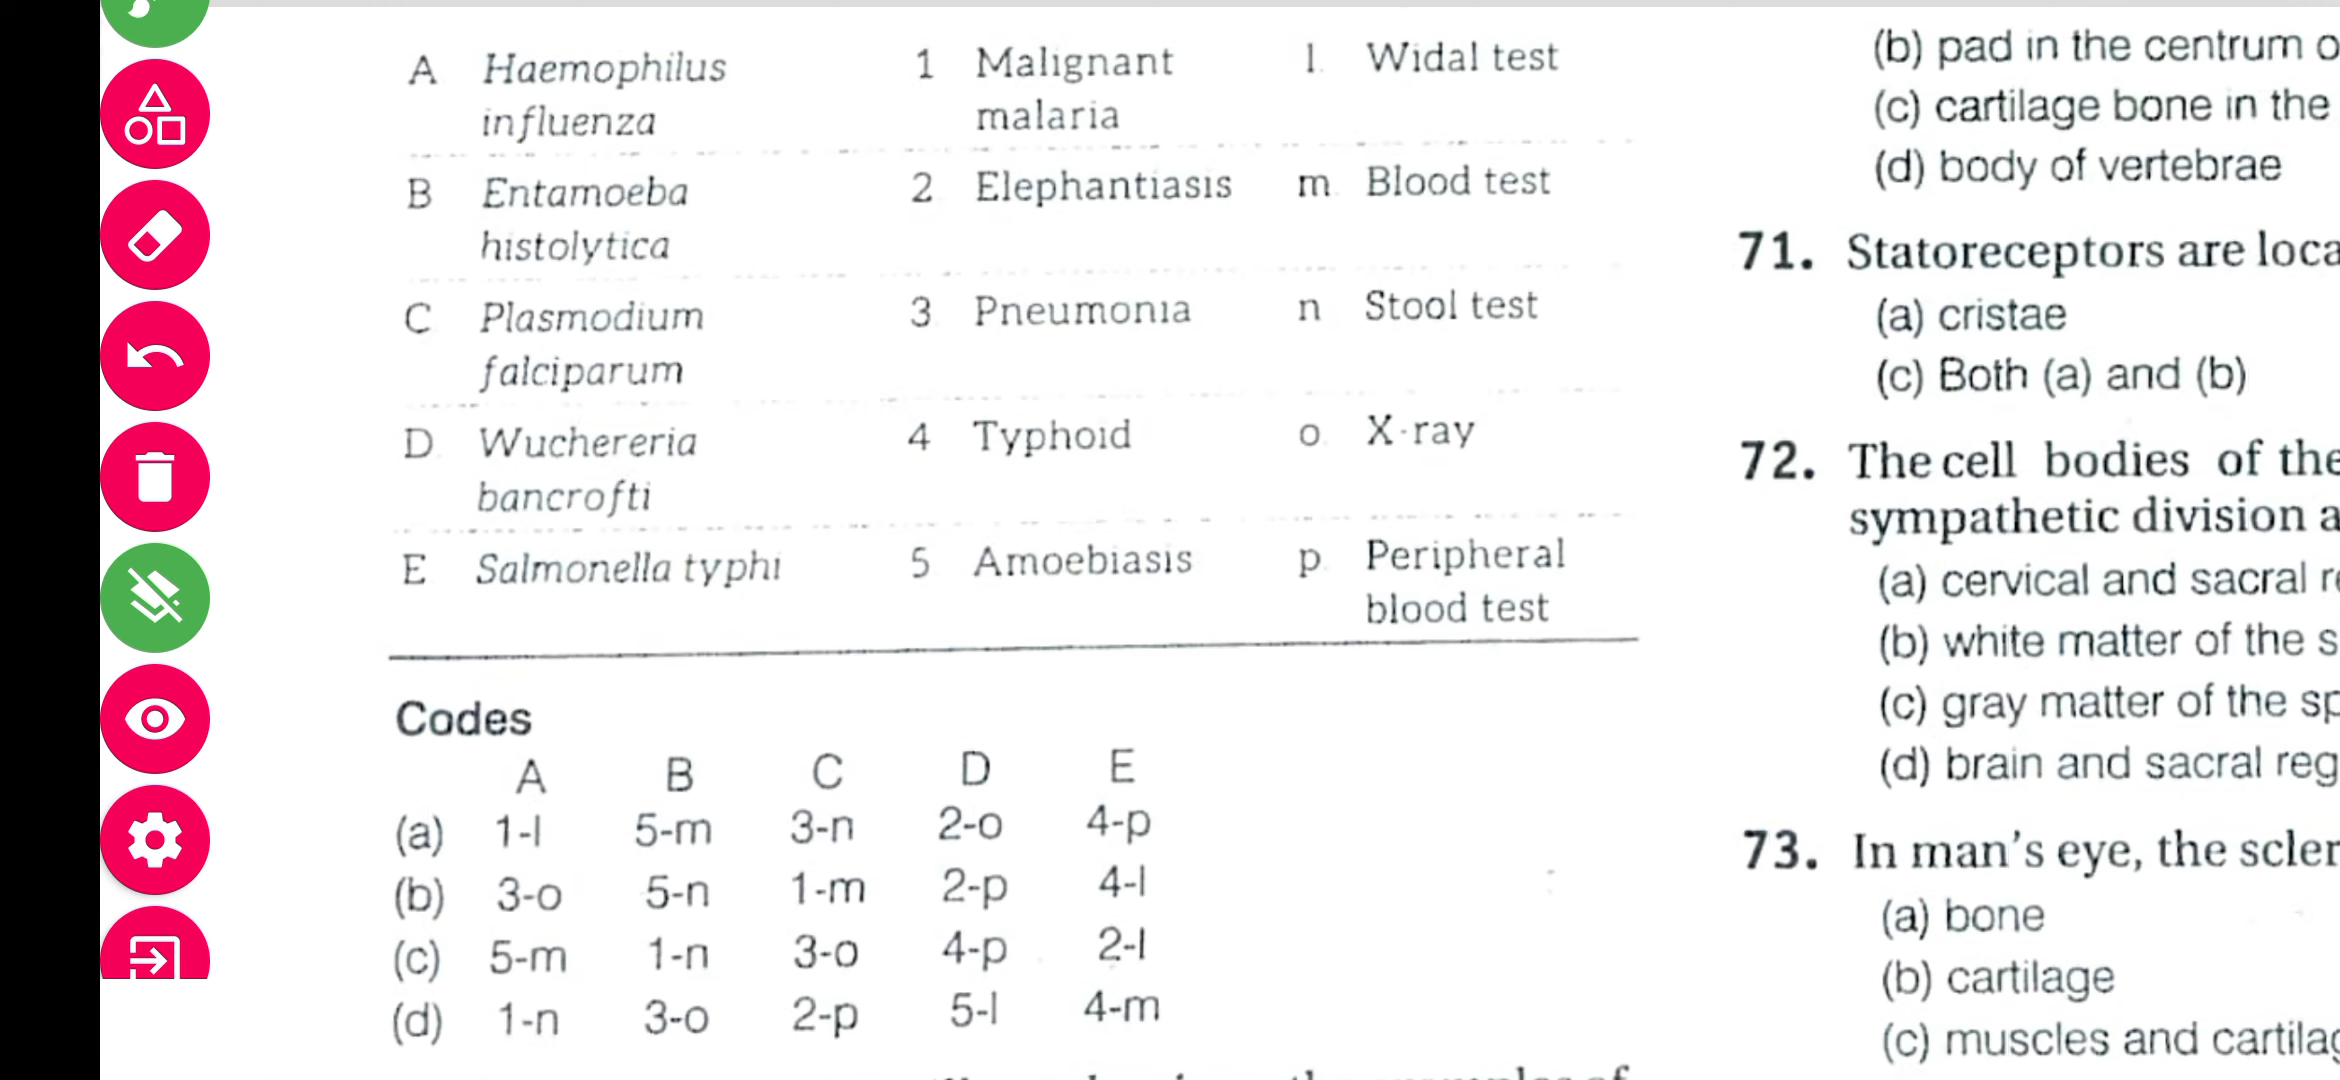 A Haemophilus 1 Malignant l. Widal test
influenza malaria
B Entamoeba 2 Elephantiasis m. Blood test
histolytica
C Plasmodium 3 Pneumonia n Stool test
falciparum
D. Wuchereria 4 Typhoid o. X-ray
bancrofti
E Salmonella typhi 5 Amoebiasis p. Peripheral
blood test
Codes
A B C D E
(a) 1-l 5-m 3-n 2-o 4-p
(b) 3-o 5-n 1-m 2-p 4-l
(c) 5-m 1-n 3-o 4-p 2-l
(d) 1-n 3-o 2-p 5-l 4-m
(b) pad in the centrum
(c) cartilage bone in the
(d) body of vertebrae
71. Statoreceptors are
(a) cristae
(c) Both (a) and (b)
72. The cell bodies of
sympathetic division
(a) cervical and sacral
(b) white matter of the
(c) gray matter of the
(d) brain and sacral
73. In man's eye, the
(a) bone
(b) cartilage
(c) muscles and